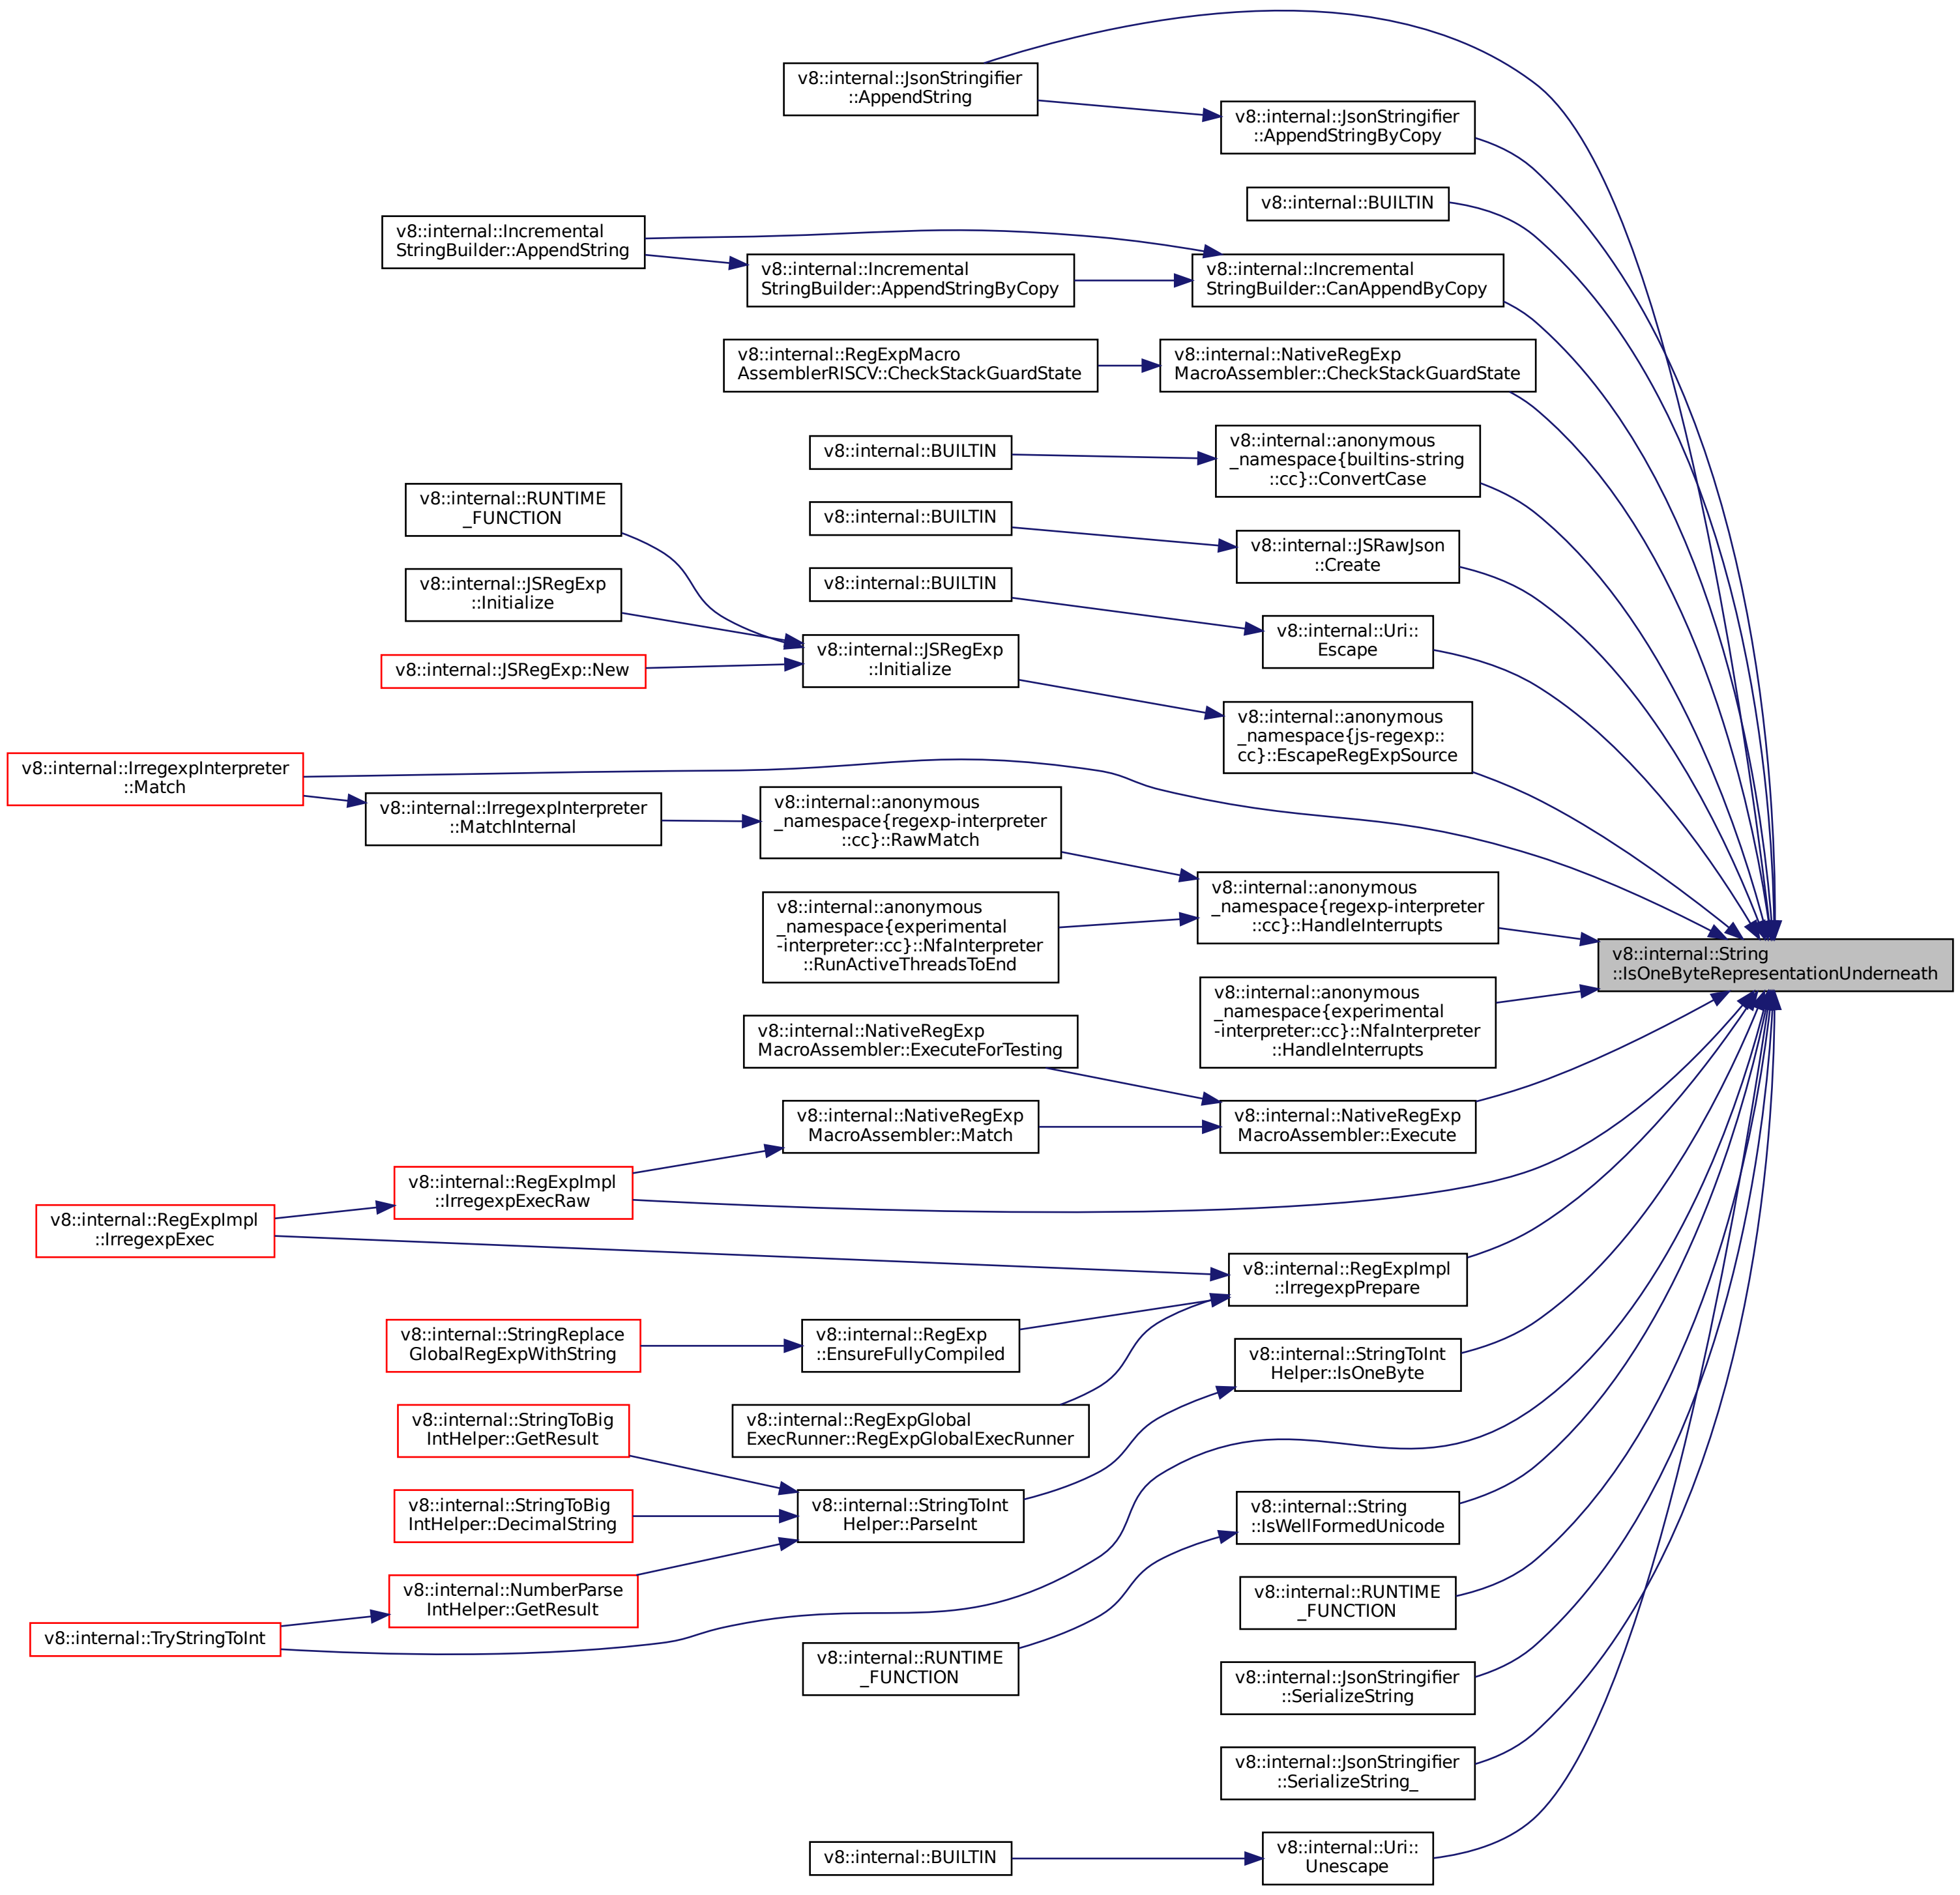 v8::internal::JsonStringifier
::AppendString
v8::internal::JsonStringifier
::AppendStringByCopy
v8::internal::BUILTIN
v8::internal::Incremental
StringBuilder::AppendString
v8::internal::Incremental
StringBuilder::AppendStringByCopy
v8::internal::Incremental
StringBuilder::CanAppendByCopy
v8::internal::RegExpMacro
AssemblerRISCV::CheckStackGuardState
v8::internal::NativeRegExp
MacroAssembler::CheckStackGuardState
v8::internal::BUILTIN
v8::internal::anonymous
_namespace{builtins-string
::cc}::ConvertCase
v8::internal::RUNTIME
_FUNCTION
v8::internal::BUILTIN
v8::internal::JSRawJson
::Create
v8::internal::JSRegExp
::Initialize
v8::internal::BUILTIN
v8::internal::Uri::
Escape
v8::internal::JSRegExp::New
v8::internal::JSRegExp
::Initialize
v8::internal::anonymous
_namespace{js-regexp::
cc}::EscapeRegExpSource
v8::internal::IrregexpInterpreter
::Match
v8::internal::IrregexpInterpreter
::MatchInternal
v8::internal::anonymous
_namespace{regexp-interpreter
::cc}::RawMatch
v8::internal::anonymous
_namespace{regexp-interpreter
::cc}::HandleInterrupts
v8::internal::anonymous
_namespace{experimental
-interpreter::cc}::NfaInterpreter
::RunActiveThreadsToEnd
v8::internal::String
::IsOneByteRepresentationUnderneath
v8::internal::anonymous
_namespace{experimental
-interpreter::cc}::NfaInterpreter
::HandleInterrupts
v8::internal::NativeRegExp
MacroAssembler::ExecuteForTesting
v8::internal::NativeRegExp
MacroAssembler::Match
v8::internal::NativeRegExp
MacroAssembler::Execute
v8::internal::RegExpImpl
::IrregexpExecRaw
v8::internal::RegExpImpl
::IrregexpExec
v8::internal::RegExpImpl
::IrregexpPrepare
v8::internal::StringReplace
GlobalRegExpWithString
v8::internal::RegExp
::EnsureFullyCompiled
v8::internal::StringToInt
Helper::IsOneByte
v8::internal::StringToBig
IntHelper::GetResult
v8::internal::RegExpGlobal
ExecRunner::RegExpGlobalExecRunner
v8::internal::StringToBig
IntHelper::DecimalString
v8::internal::StringToInt
Helper::ParseInt
v8::internal::String
::IsWellFormedUnicode
v8::internal::NumberParse
IntHelper::GetResult
v8::internal::RUNTIME
_FUNCTION
v8::internal::TryStringToInt
v8::internal::RUNTIME
_FUNCTION
v8::internal::JsonStringifier
::SerializeString
v8::internal::JsonStringifier
::SerializeString_
v8::internal::BUILTIN
v8::internal::Uri::
Unescape